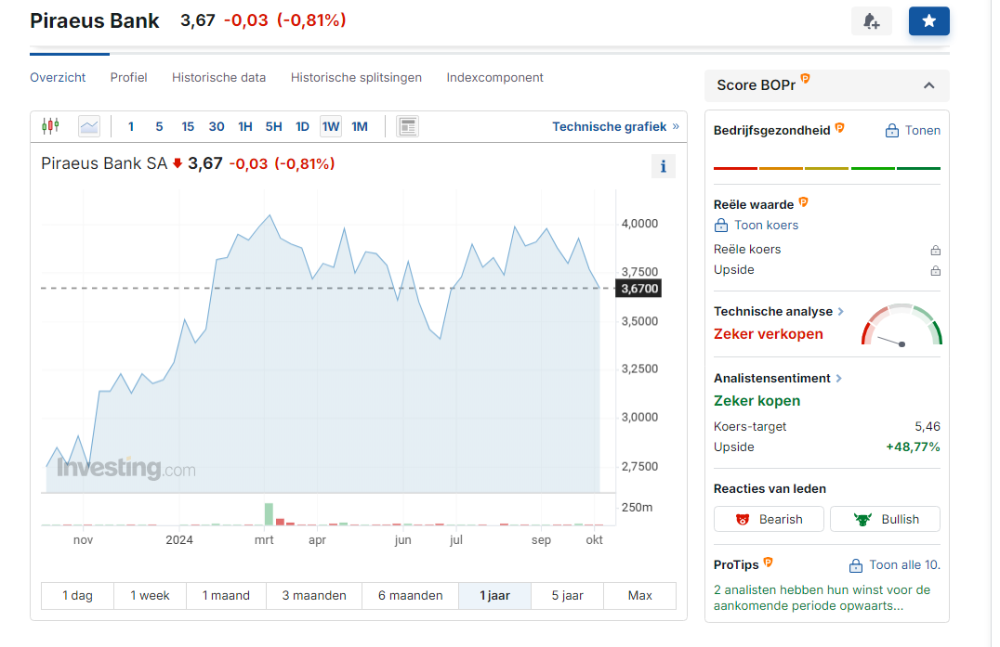 Piraeus Bank 3,67 -0,03 (-0,81%)
Overzicht Profiel Historische data Historische splitsingen Indexcomponent
1 5 15 30 1H 5H 1D 1W 1M Technische grafiek »
Piraeus Bank SA 3,67 -0,03 (-0,81%)
4,0000
3,7500
3,6700
3,5000
3,2500
3,0000
2,7500
250m
Investing.com
nov 2024 mrt apr jun jul sep okt
1 dag 1 week 1 maand 3 maanden 6 maanden 1 jaar 5 jaar Max
Score BOPr
Bedrijfsgezondheid Tonen
Reële waarde
Toon koers
Reële koers
Upside
Technische analyse
Zeker verkopen
Analistensentiment
Zeker kopen
Koers-target 5,46
Upside +48,77%
Reacties van leden
Bearish Bullish
ProTips Toon alle 10.
2 analisten hebben hun winst voor de
aankomende periode opwaarts...